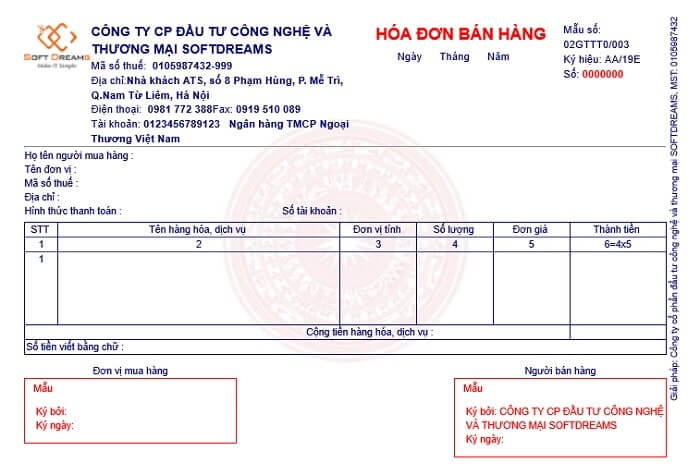 SOFT DREAMS
Make IT Simple
CÔNG TY CP ĐẦU TƯ CÔNG NGHỆ VÀ
THƯƠNG MẠI SOFTDREAMS
Mã số thuế: 0105987432-999
Địa chỉ:Nhà khách ATS, số 8 Phạm Hùng, P. Mễ Trì,
Q.Nam Từ Liêm, Hà Nội
Điện thoại: 0981 772 388Fax: 0919 510 089
Tài khoản: 0123456789123 Ngân hàng TMCP Ngoại
Thương Việt Nam
HÓA ĐƠN BÁN HÀNG
Ngày Tháng Năm
Mẫu số:
02GTTT0/003
Ký hiệu: AA/19E
Số: 0000000
Họ tên người mua hàng :
Tên đơn vị :
Mã số thuế :
Địa chỉ :
Hình thức thanh toán : Số tài khoản :
STT Tên hàng hóa, dịch vụ Đơn vị tính Số lượng Đơn giá Thành tiền
1 2 3 4 5 6=4x5
1
Cộng tiền hàng hóa, dịch vụ :
Số tiền viết bằng chữ :
Đơn vị mua hàng Người bán hàng
Mẫu
Ký bởi:
Ký ngày:
Mẫu
Ký bởi: CÔNG TY CP ĐẦU TƯ CÔNG NGHỆ
VÀ THƯƠNG MẠI SOFTDREAMS
Ký ngày:
Giải pháp: Công ty cổ phần đầu tư công nghệ và thương mại SOFTDREAMS, MST: 0105987432